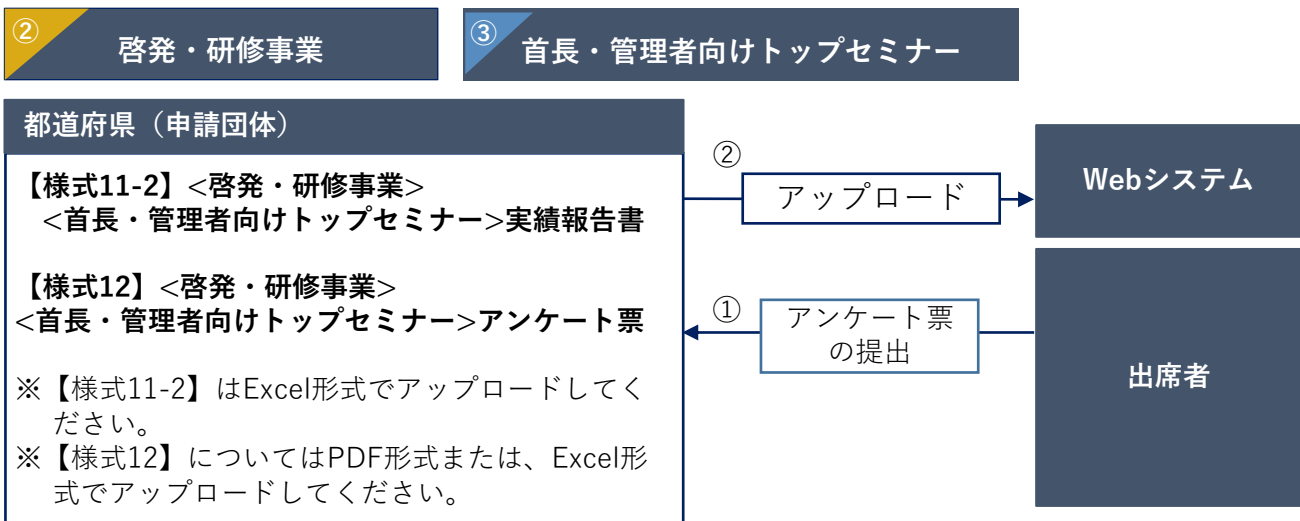 ② 啓発・研修事業
③ 首長・管理者向けトップセミナー
都道府県（申請団体）
【様式11-2】<啓発・研修事業>
<首長・管理者向けトップセミナー>実績報告書
【様式12】<啓発・研修事業>
<首長・管理者向けトップセミナー>アンケート票
※【様式11-2】はExcel形式でアップロードしてく
ださい。
※【様式12】についてはPDF形式または、Excel形
式でアップロードしてください。
②
アップロード
Webシステム
①
アンケート票
の提出
出席者